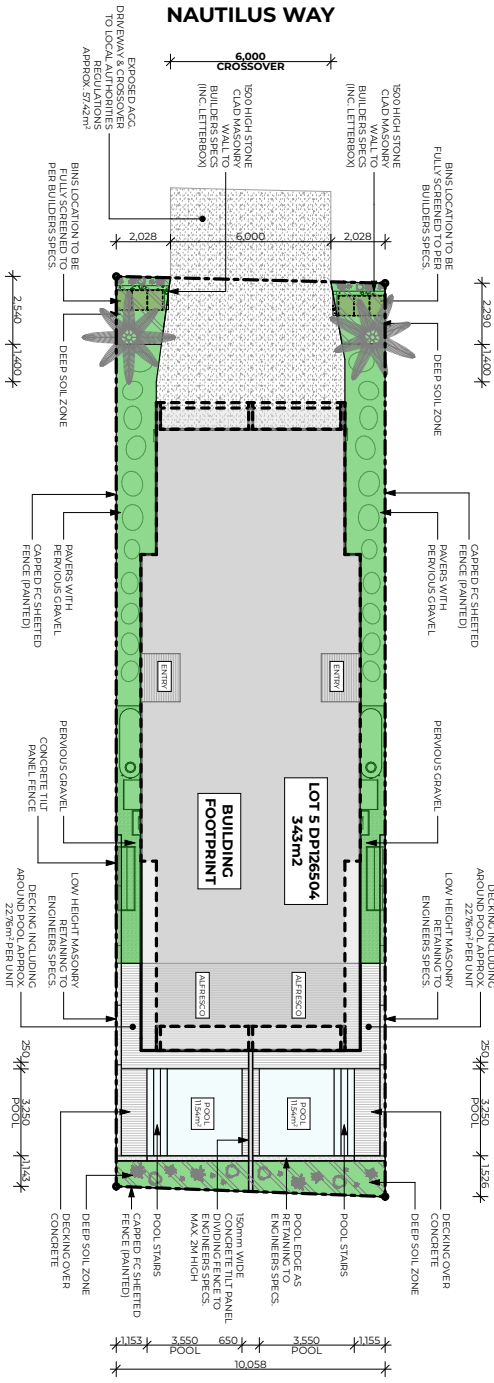 NAUTILUS WAY
6,000
CROSSOVER
EXPOSED AGG.
DRIVEWAY & CROSSOVER
TO LOCAL AUTHORITIES
REGULATIONS
APPROX. 57.42m²
1500 HIGH STONE
CLAD MASONRY
WALL TO
BUILDERS SPECS
(INC. LETTERBOX)
1500 HIGH STONE
CLAD MASONRY
WALL TO
BUILDERS SPECS
(INC. LETTERBOX)
BINS LOCATION TO BE
FULLY SCREENED TO
PER BUILDERS SPECS.
BINS LOCATION TO BE
FULLY SCREENED TO PER
BUILDERS SPECS.
2,028
6,000
2,028
2,540
1,400
2,290
1,400
DEEP SOIL ZONE
DEEP SOIL ZONE
CAPPED FC SHEETED
FENCE (PAINTED)
PAVERS WITH
PERVIOUS GRAVEL
PAVERS WITH
PERVIOUS GRAVEL
CAPPED FC SHEETED
FENCE (PAINTED)
ENTRY
ENTRY
PERVIOUS GRAVEL
CONCRETE TILT
PANEL FENCE
PERVIOUS GRAVEL
LOT 5 DP126504
343m2
BUILDING
FOOTPRINT
LOW HEIGHT MASONRY
RETAINING TO
ENGINEERS SPECS.
DECKING INCLUDING
AROUND POOL APPROX.
22.76m² PER UNIT
LOW HEIGHT MASONRY
RETAINING TO
ENGINEERS SPECS.
DECKING INCLUDING
AROUND POOL APPROX.
22.76m² PER UNIT
ALFRESCO
ALFRESCO
250
3,250
POOL
1,143
250
3,250
POOL
1,526
POOL
11.54m²
POOL
11.54m²
DECKING OVER
CONCRETE
DEEP SOIL ZONE
CAPPED FC SHEETED
FENCE (PAINTED)
POOL STAIRS
150mm WIDE
CONCRETE TILT PANEL
DIVIDING FENCE TO
ENGINEERS SPECS.
MAX. 2M HIGH
POOL EDGE AS
RETAINING TO
ENGINEERS SPECS.
POOL STAIRS
DEEP SOIL ZONE
DECKING OVER
CONCRETE
1,153
3,550
POOL
650
3,550
POOL
1,155
10,058